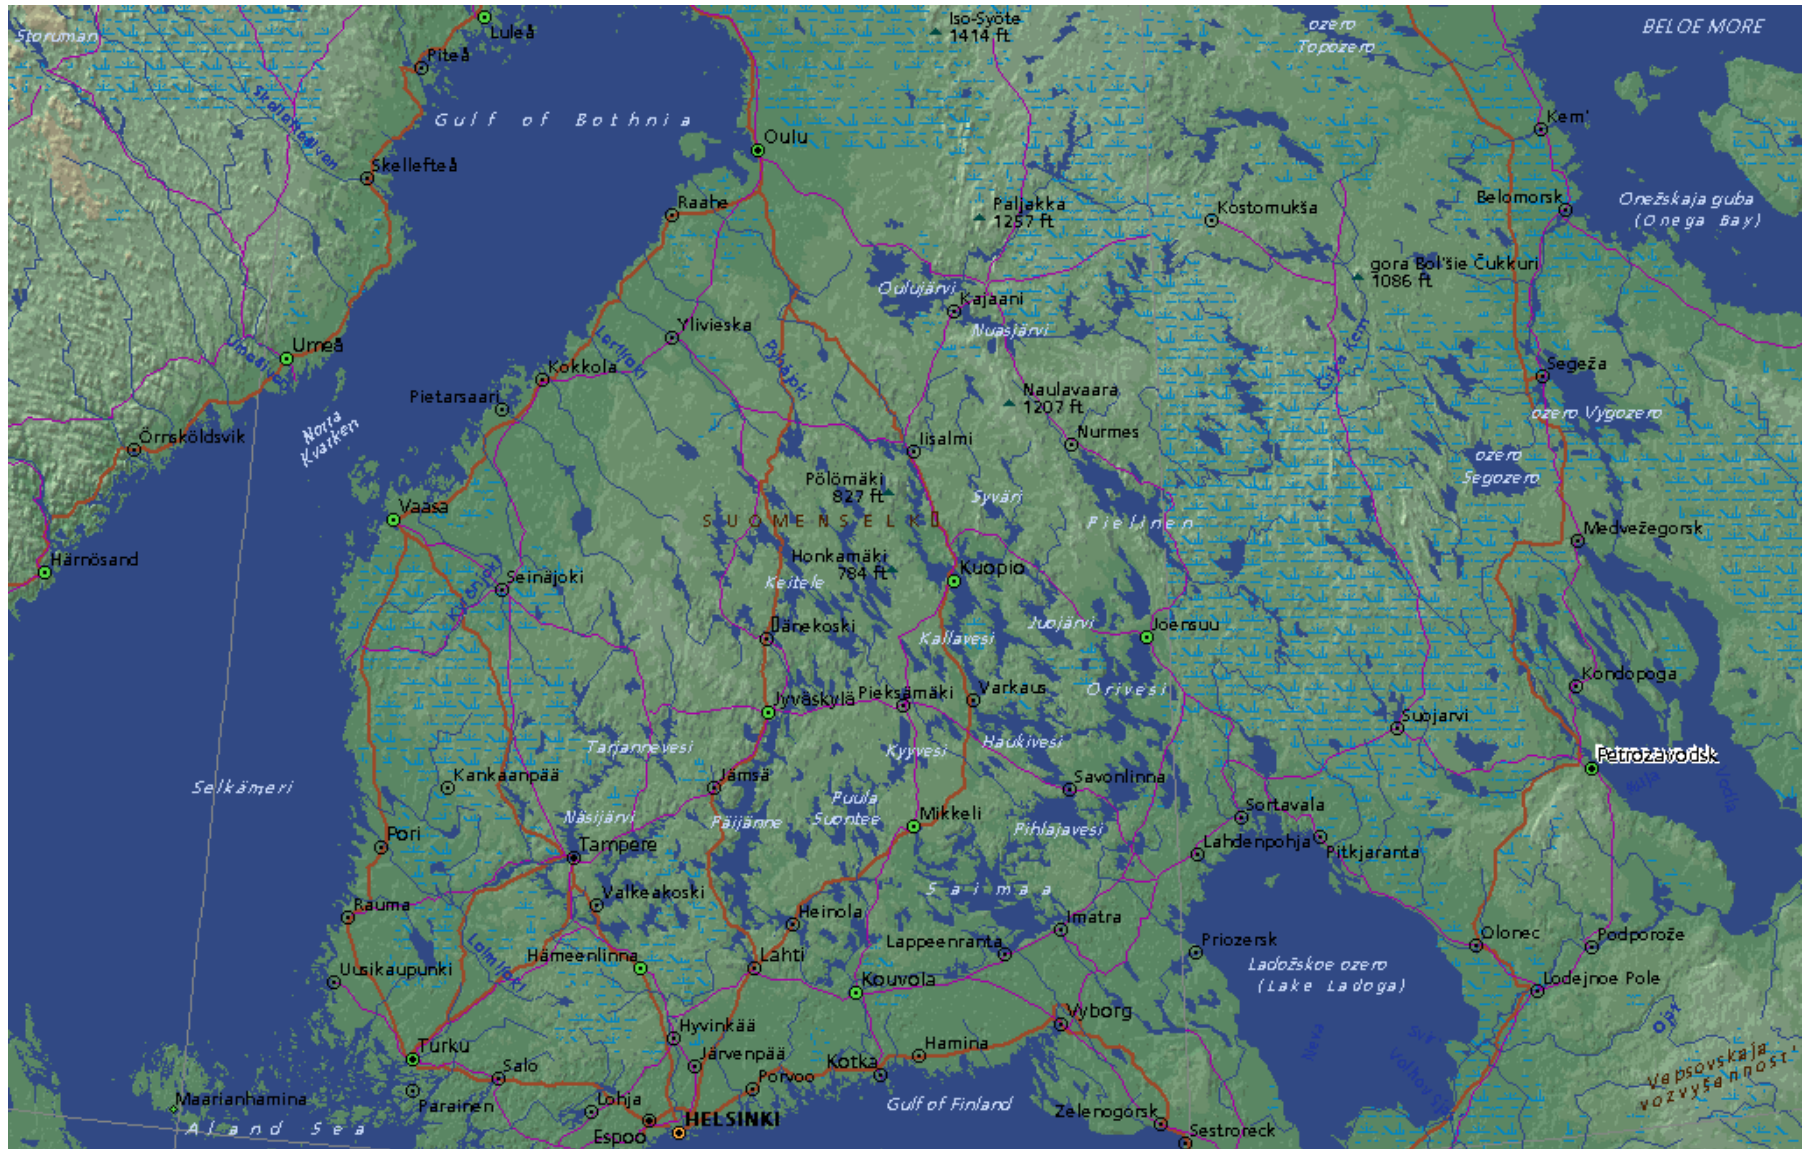 Storuman
Luleå
Iso-Syöte
1414 ft
ozero
Topozero
BELOE MORE
Piteå
Gulf of Bothnia
Oulu
Kem'
Skellefteå
Raahe
Paljakka
1257 ft
Kostomukša
Belomorsk
Onežskaja guba
(Onega Bay)
gora Bol'šie Čukkuri
1086 ft
Oulujärvi
Kajaani
Nuasjärvi
Ylivieska
Umeå
Kokkola
Segeža
Pietarsaari
Naulavaara
1207 ft
ozero Vygozero
Norra
Kvarken
Örnsköldsvik
Iisalmi
Nurmes
ozero
Segozero
Pölömäki
827 ft
Syväri
Vaasa
SUOMENSELK▯
Pielinen
Medvežegorsk
Härnösand
Honkamäki
784 ft
Kuopio
Seinäjoki
Keitele
▯änekoski
Kallavesi
Juojärvi
Joensuu
Jyväskylä
Pieksämäki
Varkaus
Orivesi
Kondopoga
Suojarvi
Tarjannevesi
Kyyvesi
Haukivesi
Petrozavodsk
Selkämeri
Kankaanpää
Jämsä
Savonlinna
Puula
Suontee
Sortavala
Näsijärvi
Päijänne
Mikkeli
Pihlajavesi
Pori
Tampere
Lahdenpohja
Pitkjaranta
Valkeakoski
Saimaa
Rauma
Heinola
Imatra
Olonec
Podporože
Hämeenlinna
Lahti
Lappeenranta
Priozersk
Uusikaupunki
Kouvola
Ladožskoe ozero
(Lake Ladoga)
Lodejnoe Pole
Vyborg
Hyvinkää
Neva
Turku
Järvenpää
Hamina
Salo
Kotka
Porvoo
Vepsovskaja
vozvyšennost'
Maarianhamina
Parainen
Lohja
Gulf of Finland
Zelenogorsk
Åland Sea
Espoo
HELSINKI
Sestroreck